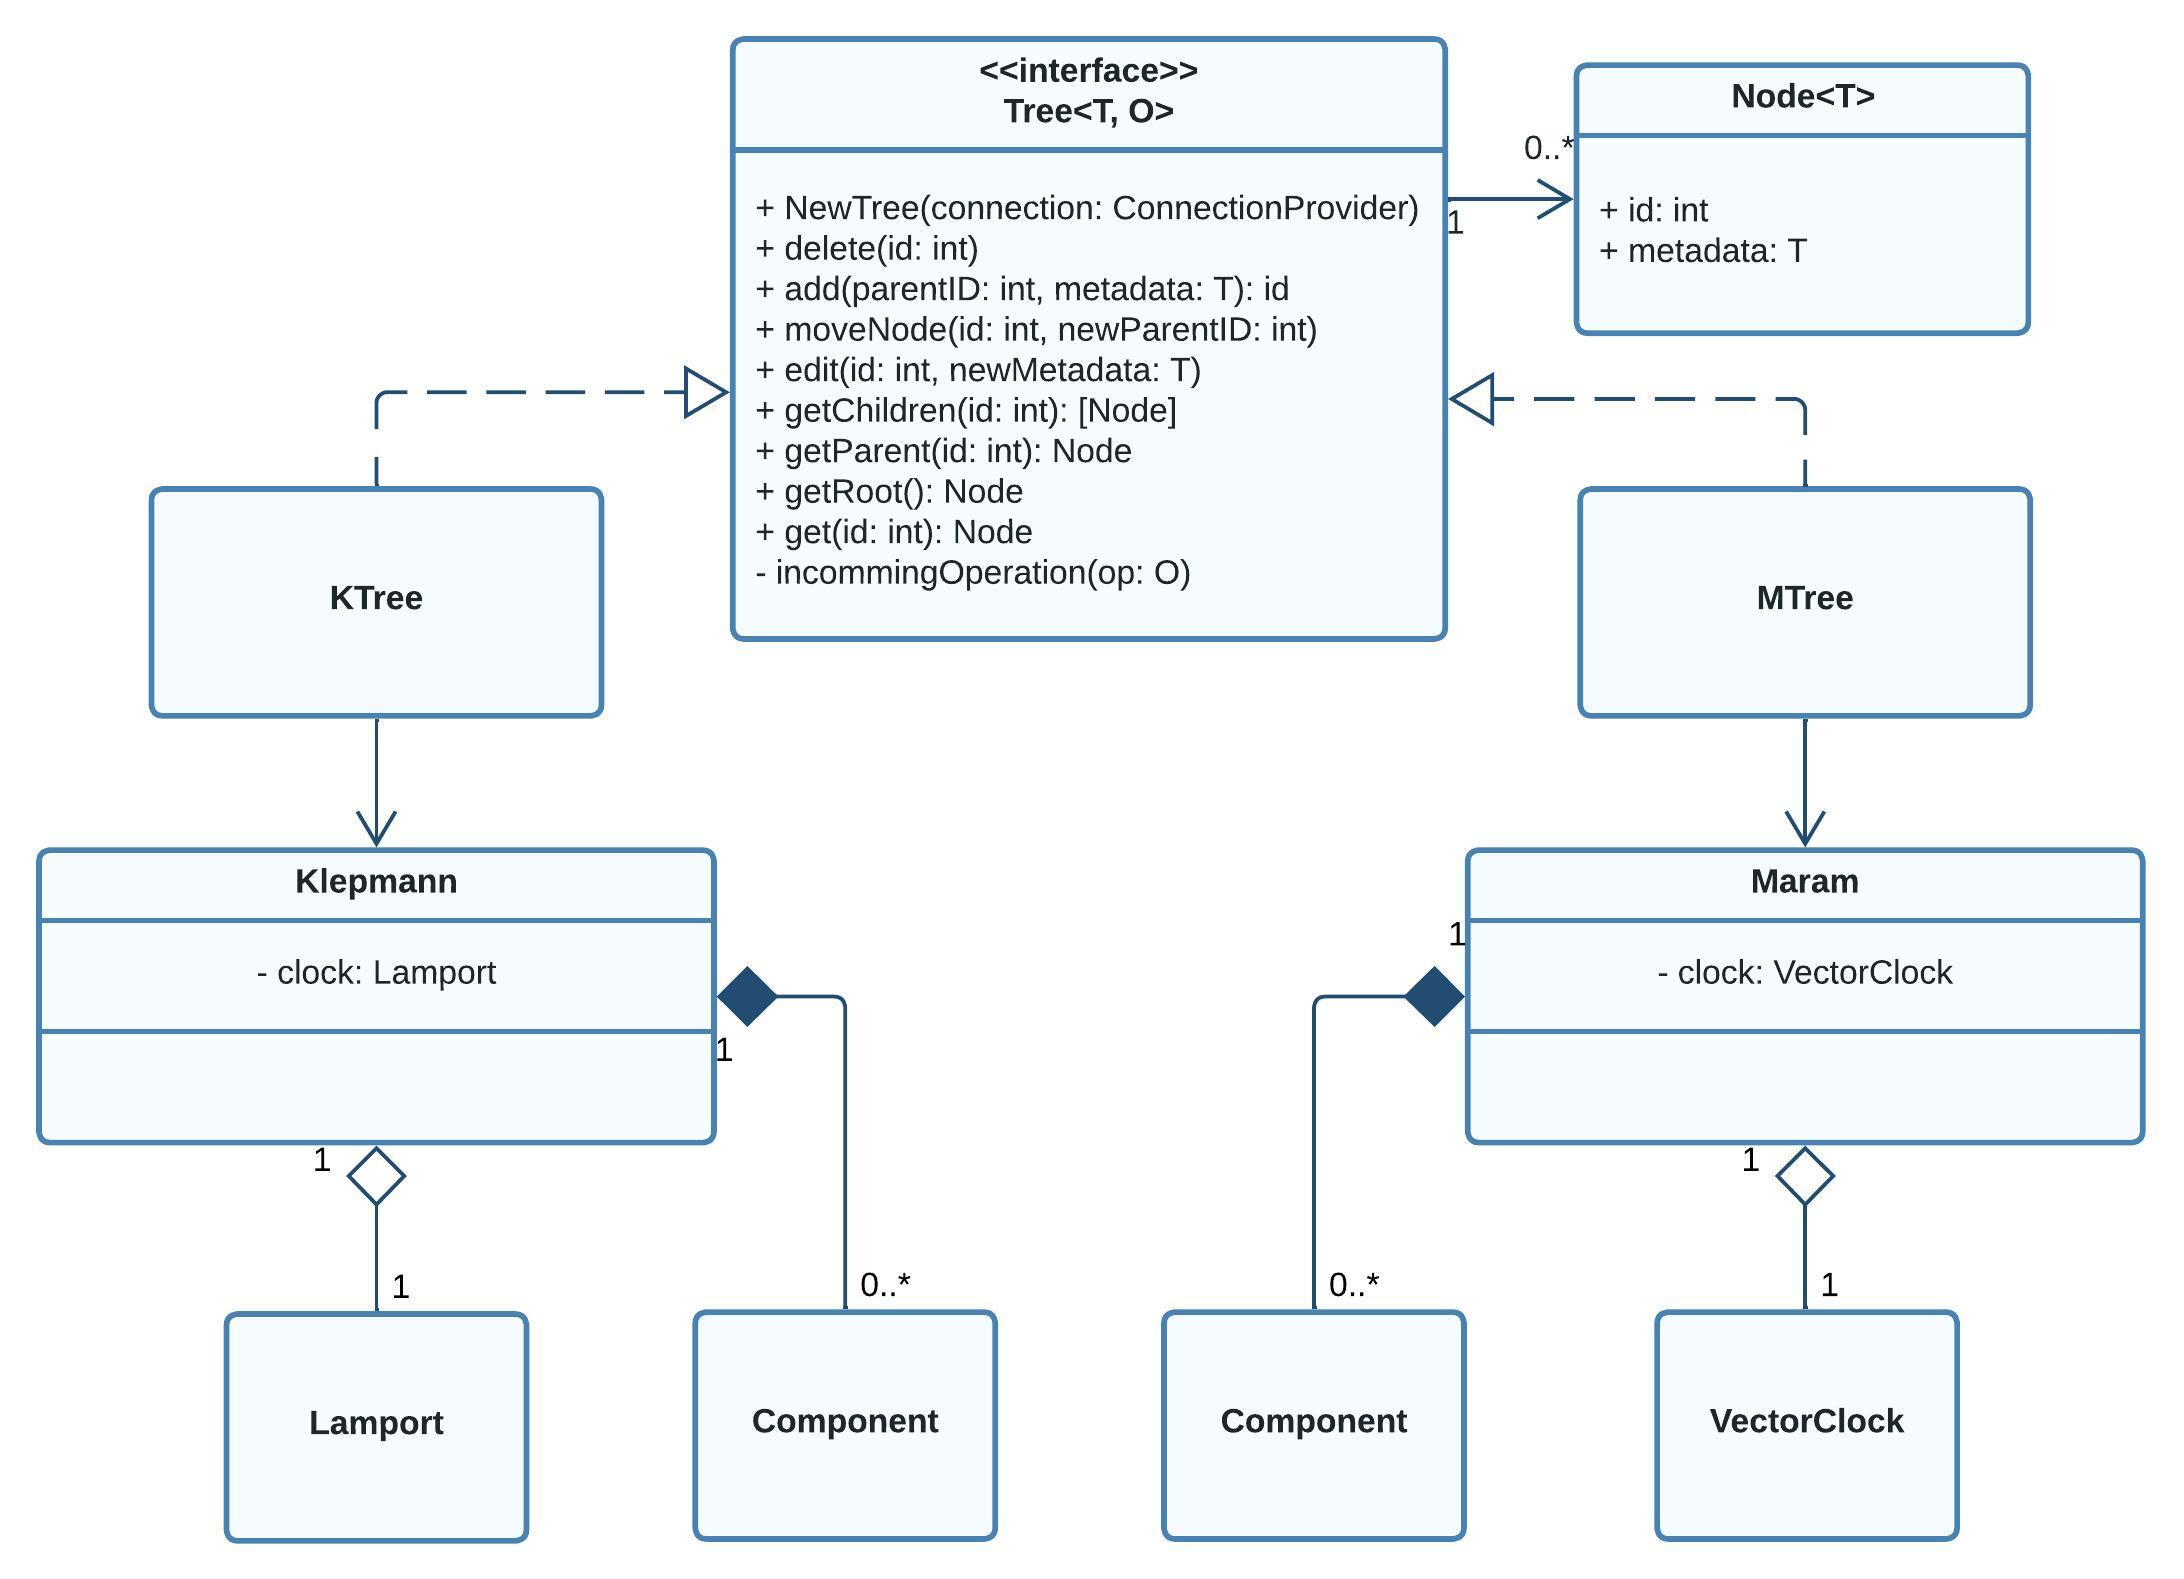 <<interface>>
Tree<T, O>
+ NewTree(connection: ConnectionProvider)
+ delete(id: int)
+ add(parentID: int, metadata: T): id
+ moveNode(id: int, newParentID: int)
+ edit(id: int, newMetadata: T)
+ getChildren(id: int): [Node]
+ getParent(id: int): Node
+ getRoot(): Node
+ get(id: int): Node
- incommingOperation(op: O)
1
0..*
Node<T>
+ id: int
+ metadata: T
KTree
MTree
Klepmann
- clock: Lamport
1
1
Maram
- clock: VectorClock
1
1
1
0..*
0..*
1
Lamport
Component
Component
VectorClock